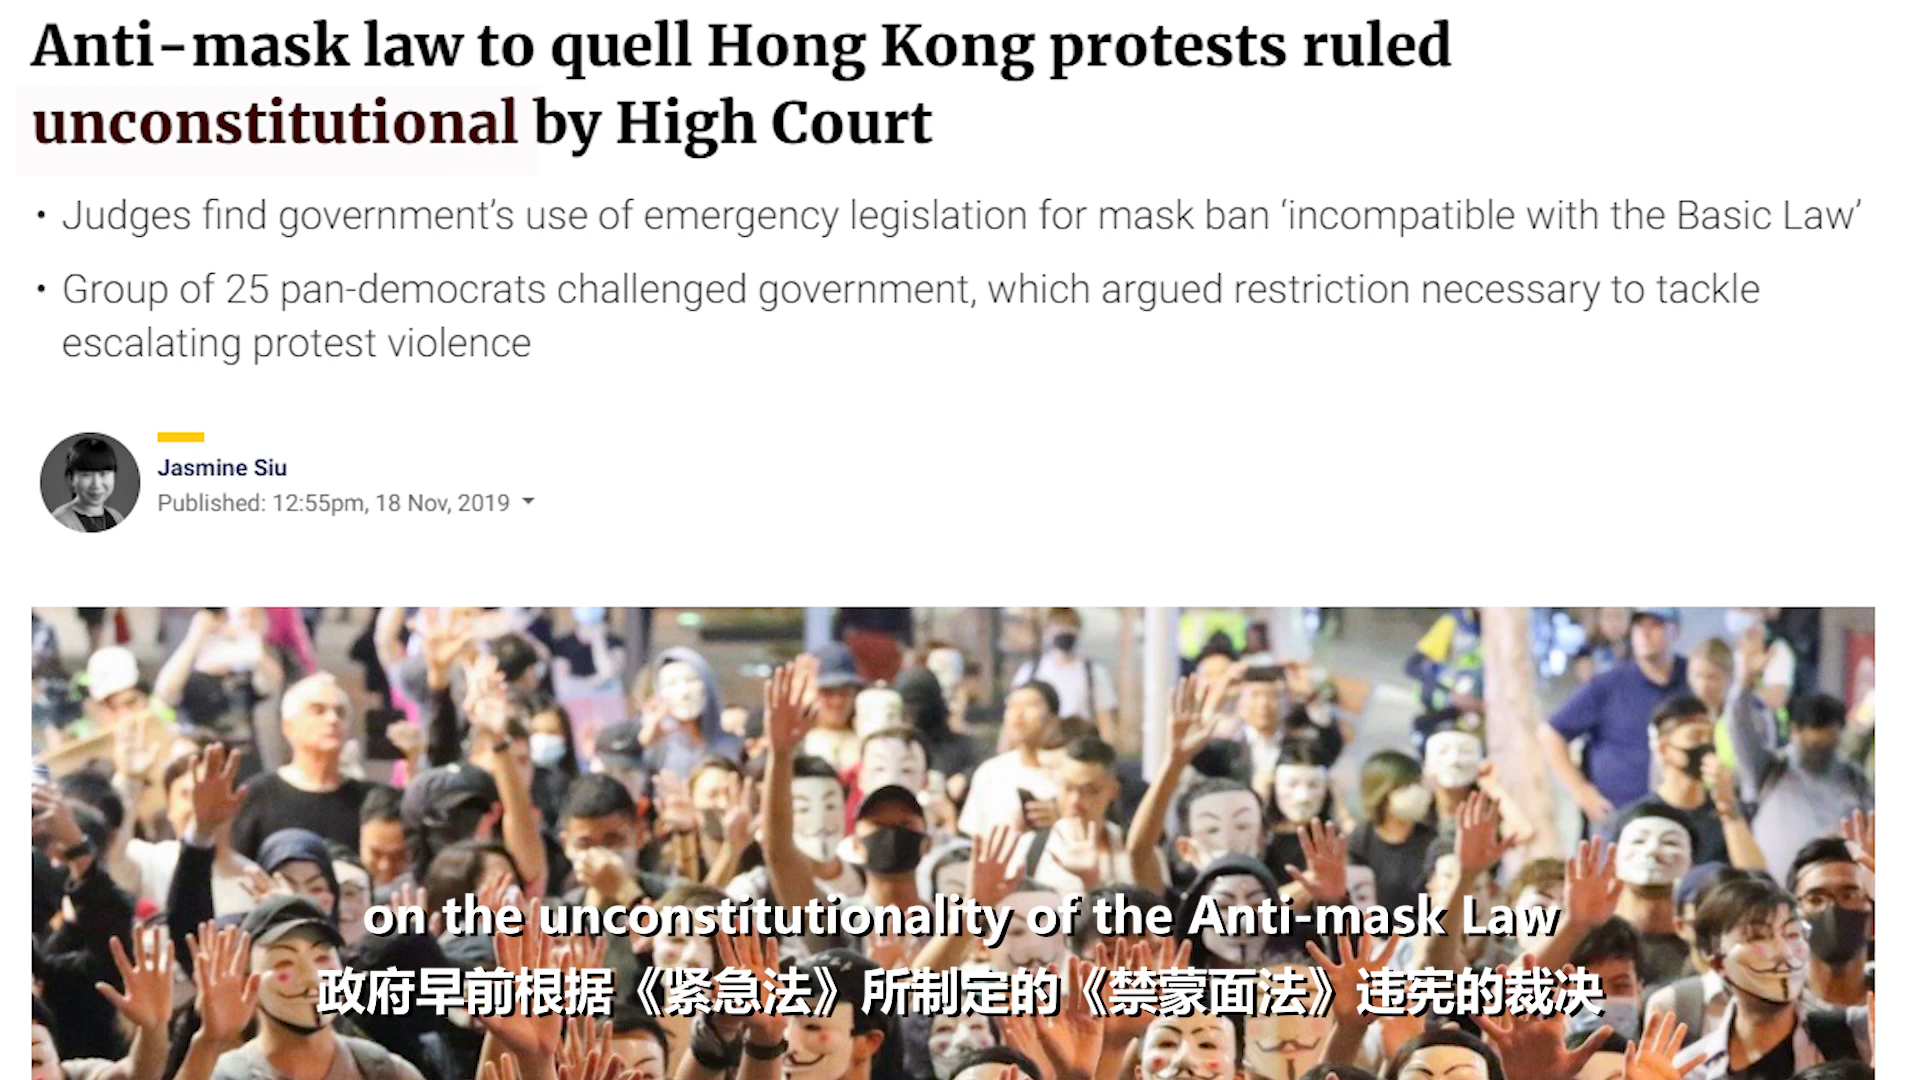 Anti-mask law to quell Hong Kong protests ruled
unconstitutional by High Court
• Judges find government’s use of emergency legislation for mask ban ‘incompatible with the Basic Law’
• Group of 25 pan-democrats challenged government, which argued restriction necessary to tackle
escalating protest violence
Jasmine Siu
Published: 12:55pm, 18 Nov, 2019
on the unconstitutionality of the Anti-mask Law
政府早前根据《紧急法》所制定的《禁蒙面法》违宪的裁决